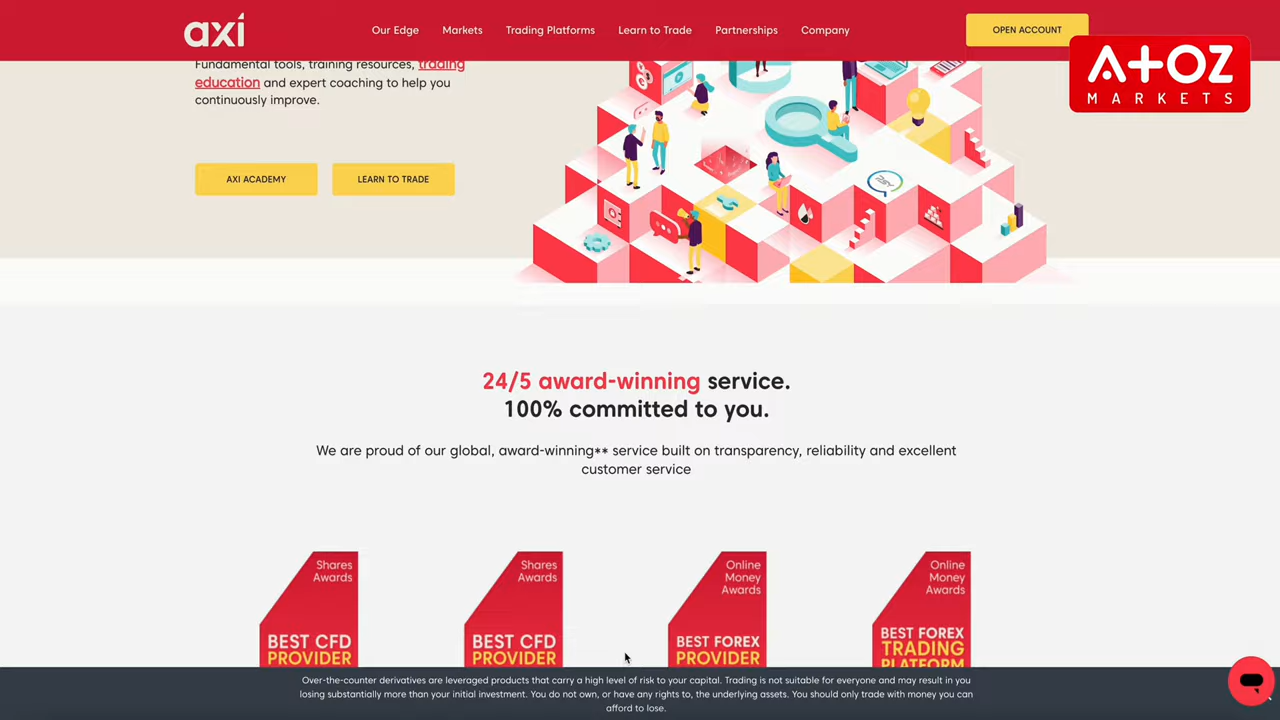 axi
Our Edge
Markets
Trading Platforms
Learn to Trade
Partnerships
Company
OPEN ACCOUNT
A+OZ
MARKETS
Fundamental tools, training resources, trading
education and expert coaching to help you
continuously improve.
AXI ACADEMY
LEARN TO TRADE
24/5 award-winning service.
100% committed to you.
We are proud of our global, award-winning** service built on transparency, reliability and excellent
customer service
Shares
Awards
BEST CFD
PROVIDER
Shares
Awards
BEST CFD
PROVIDER
Online
Money
Awards
BEST FOREX
PROVIDER
Online
Money
Awards
BEST FOREX
TRADING
PLATFORM
Over-the-counter derivatives are leveraged products that carry a high level of risk to your capital. Trading is not suitable for everyone and may result in you
losing substantially more than your initial investment. You do not own, or have any rights to, the underlying assets. You should only trade with money you can
afford to lose.